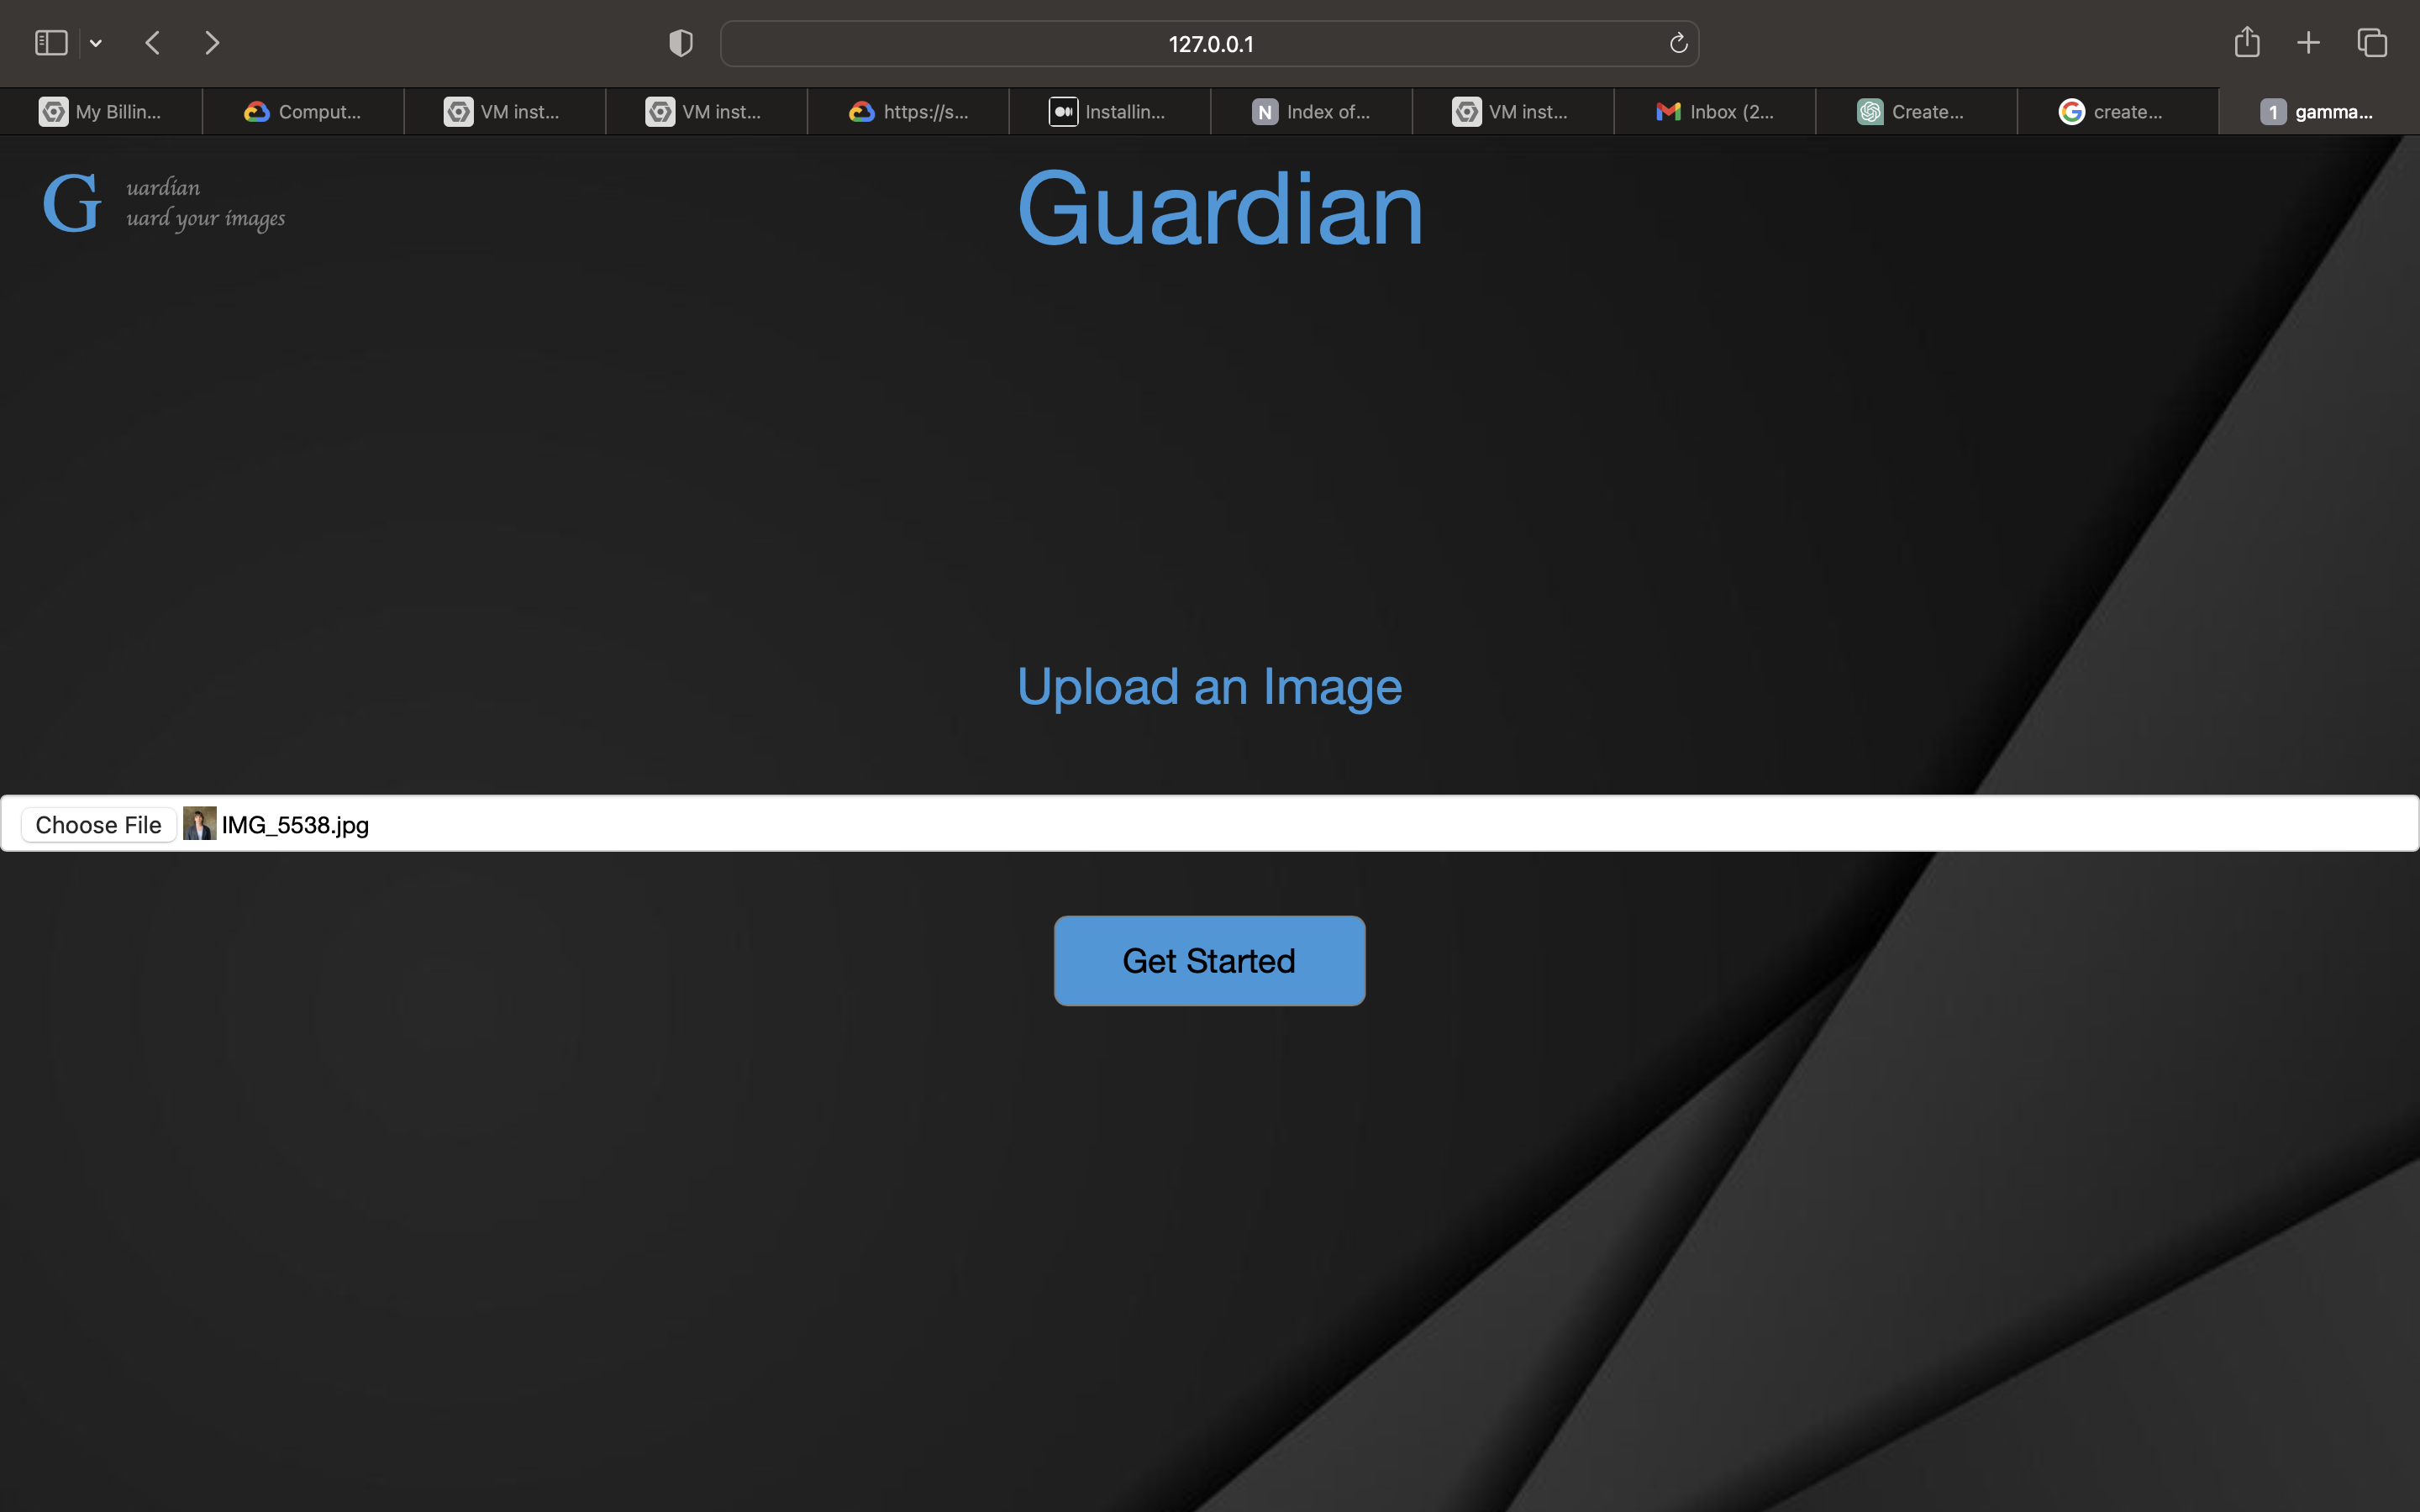 127.0.0.1
My Billin...
Comput...
VM inst...
VM inst...
https://s...
Installin...
N Index of...
VM inst...
Inbox (2...
Create...
G create...
1 gamma...
G uardian
uard your images
Guardian
Upload an Image
Choose File IMG_5538.jpg
Get Started